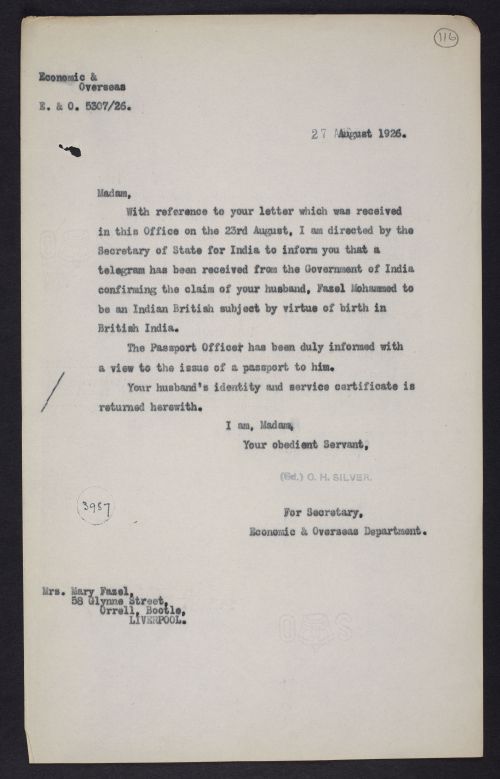 116
Economic &
Overseas
E. & O. 5307/26.
27 August 1926.
Madam,
With reference to your letter which was received
in this Office on the 23rd August, I am directed by the
Secretary of State for India to inform you that a
telegram has been received from the Government of India
confirming the claim of your husband, Fazel Mohammed to
be an Indian British subject by virtue of birth in
British India.
The Passport Officer has been duly informed with
a view to the issue of a passport to him.
Your husband's identity and service certificate is
returned herewith.
I am, Madam,
Your obedient Servant,
(Sd.) C. H. SILVER.
3957
For Secretary,
Economic & Overseas Department.
Mrs. Mary Fazel,
58 Glynne Street,
Orrell, Bootle,
LIVERPOOL.